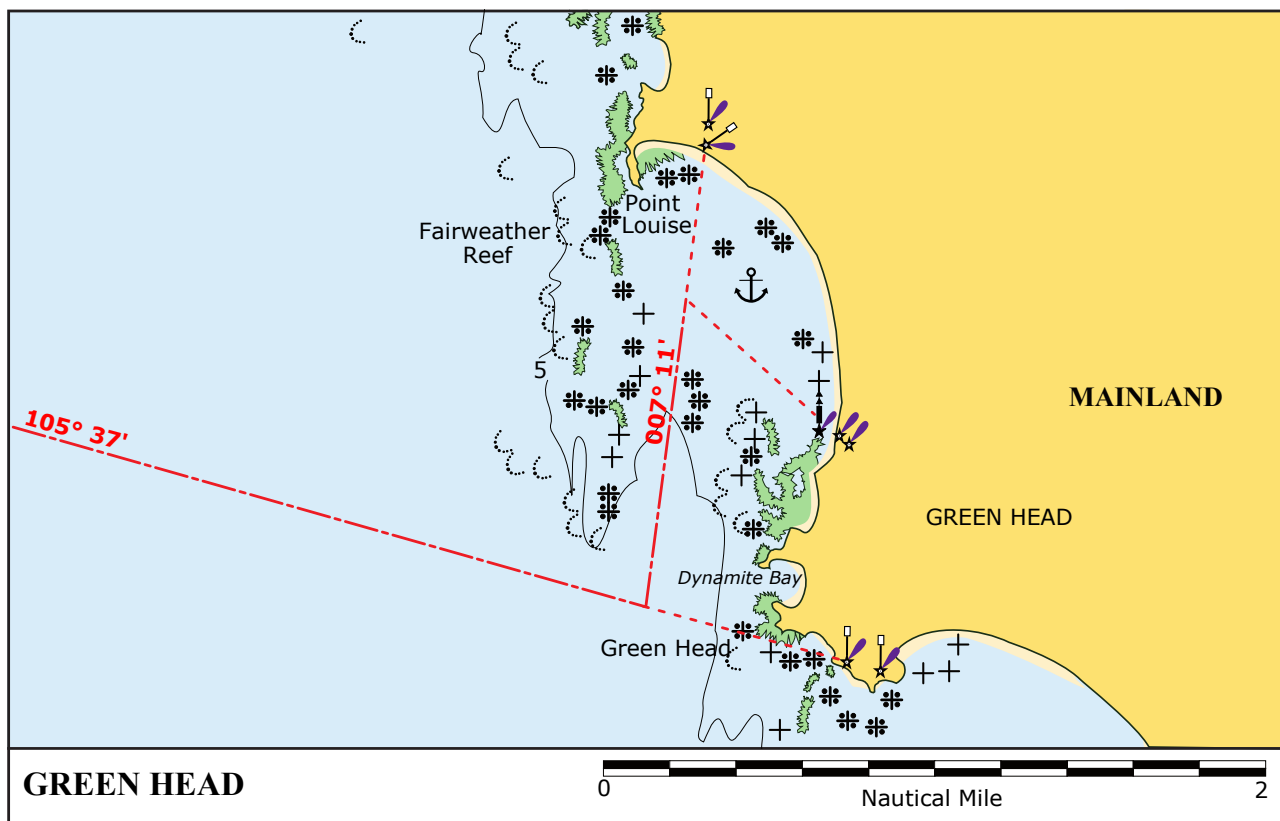 Point
Louise
Fairweather
Reef
5
007° 11'
MAINLAND
105° 37'
GREEN HEAD
Dynamite Bay
Green Head
GREEN HEAD
0
2
Nautical Mile